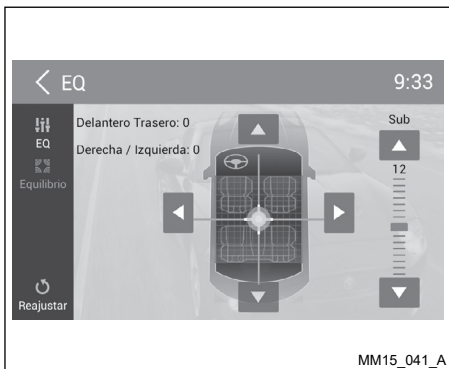 EQ
9:33
EQ
Equilibrio
Reajustar
Delantero Trasero: 0
Derecha / Izquierda: 0
Sub
12
MM15_041_A